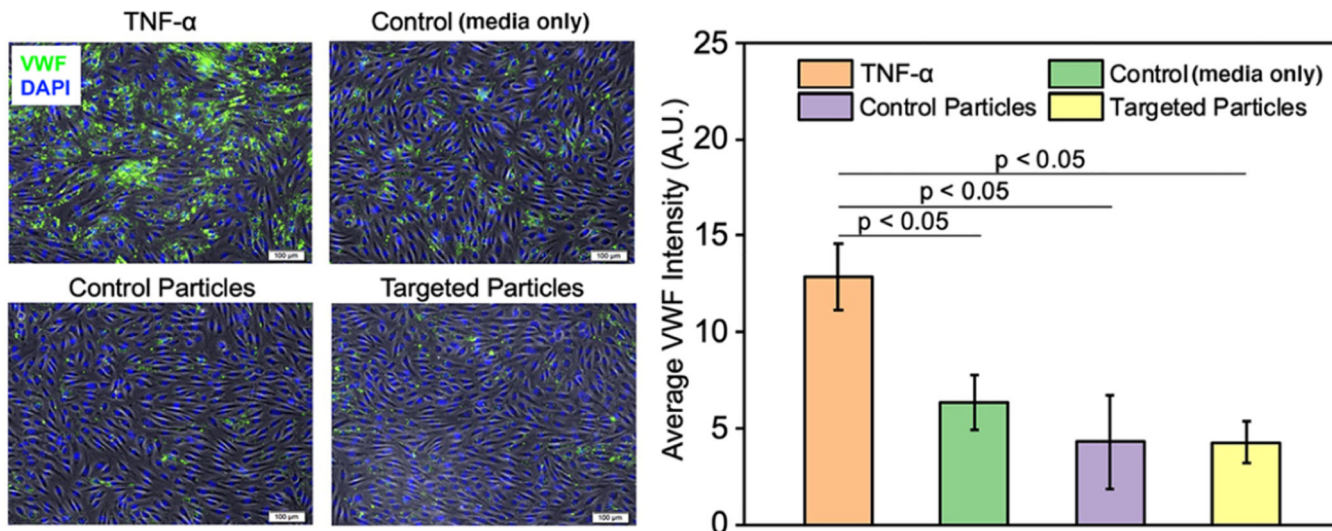 TNF-α
Control (media only)
VWF
DAPI
100 µm
100 µm
Control Particles
Targeted Particles
100 µm
100 µm
Average VWF Intensity (A.U.)
25
20
15
10
5
0
TNF-α
Control (media only)
Control Particles
Targeted Particles
p < 0.05
p < 0.05
p < 0.05